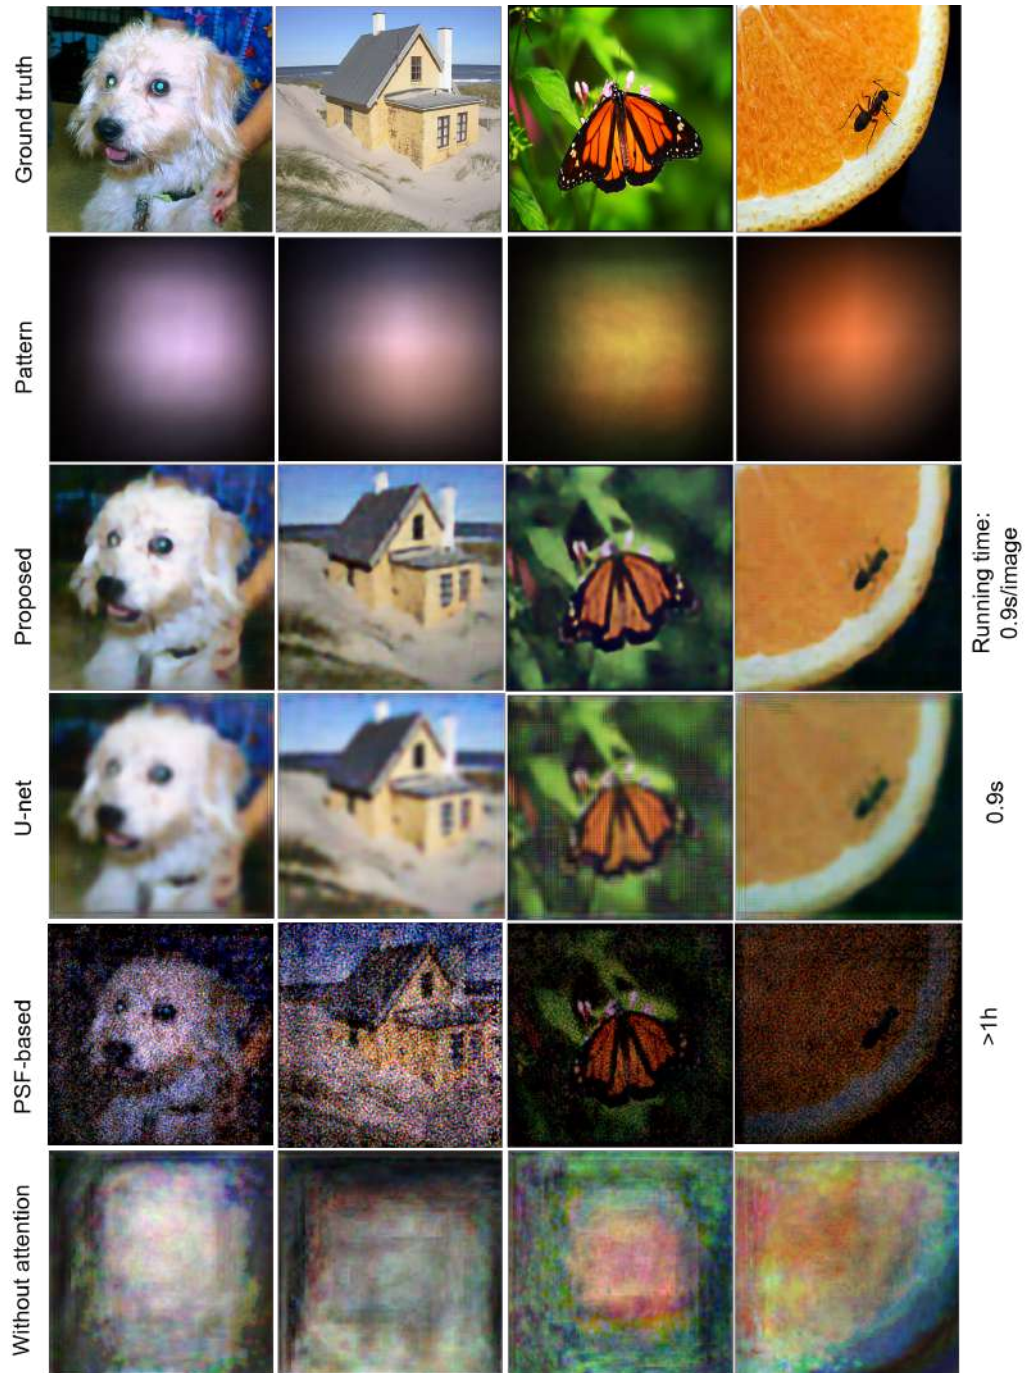 Ground truth
Pattern
Proposed
Running time:
0.9s/image
U-net
0.9s
PSF-based
>1h
Without attention